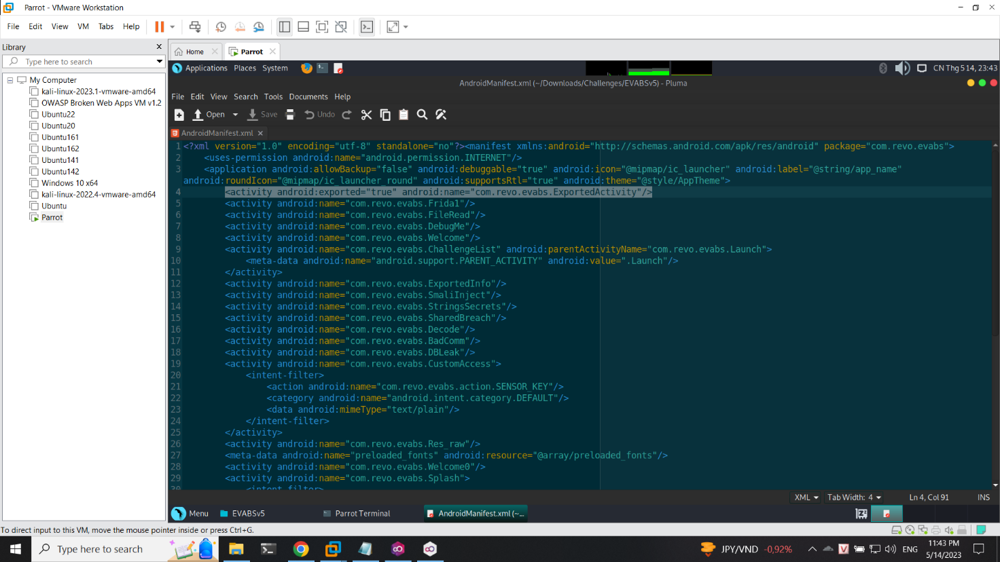 Parrot - VMware Workstation
File Edit View VM Tabs Help
Library
Type here to search
My Computer
kali-linux-2023.1-vmware-amd64
OWASP Broken Web Apps VM v1.2
Ubuntu22
Ubuntu20
Ubuntu161
Ubuntu162
Ubuntu141
Ubuntu142
Windows 10 x64
kali-linux-2022.4-vmware-amd64
Ubuntu
Parrot
Home
Parrot
Applications Places System
CN Thg 5 14, 23:43
AndroidManifest.xml (~/Downloads/Challenges/EVABSv5) - Pluma
File Edit View Search Tools Documents Help
Open Save Undo
AndroidManifest.xml
1 <?xml version="1.0" encoding="utf-8" standalone="no"?><manifest xmlns:android="http://schemas.android.com/apk/res/android" package="com.revo.evabs">
2 <uses-permission android:name="android.permission.INTERNET"/>
3 <application android:allowBackup="false" android:debuggable="true" android:icon="@mipmap/ic_launcher" android:label="@string/app_name"
android:roundIcon="@mipmap/ic_launcher_round" android:supportsRtl="true" android:theme="@style/AppTheme">
4 <activity android:exported="true" android:name="com.revo.evabs.ExportedActivity"/>
5 <activity android:name="com.revo.evabs.Frida1"/>
6 <activity android:name="com.revo.evabs.FileRead"/>
7 <activity android:name="com.revo.evabs.DebugMe"/>
8 <activity android:name="com.revo.evabs.Welcome"/>
9 <activity android:name="com.revo.evabs.ChallengeList" android:parentActivityName="com.revo.evabs.Launch">
10 <meta-data android:name="android.support.PARENT_ACTIVITY" android:value=".Launch"/>
11 </activity>
12 <activity android:name="com.revo.evabs.ExportedInfo"/>
13 <activity android:name="com.revo.evabs.SmaliInject"/>
14 <activity android:name="com.revo.evabs.StringsSecrets"/>
15 <activity android:name="com.revo.evabs.SharedBreach"/>
16 <activity android:name="com.revo.evabs.Decode"/>
17 <activity android:name="com.revo.evabs.BadComm"/>
18 <activity android:name="com.revo.evabs.DBLeak"/>
19 <activity android:name="com.revo.evabs.CustomAccess">
20 <intent-filter>
21 <action android:name="com.revo.evabs.action.SENSOR_KEY"/>
22 <category android:name="android.intent.category.DEFAULT"/>
23 <data android:mimeType="text/plain"/>
24 </intent-filter>
25 </activity>
26 <activity android:name="com.revo.evabs.Res_raw"/>
27 <meta-data android:name="preloaded_fonts" android:resource="@array/preloaded_fonts"/>
28 <activity android:name="com.revo.evabs.Welcome0"/>
29 <activity android:name="com.revo.evabs.Splash">
30 <intent-filter>
XML Tab Width: 4 Ln 4, Col 91 INS
Menu EVABSv5 Parrot Terminal AndroidManifest.xml (~...
To direct input to this VM, move the mouse pointer inside or press Ctrl+G.
Type here to search
JPY/VND -0,92%
ENG
11:43 PM
5/14/2023